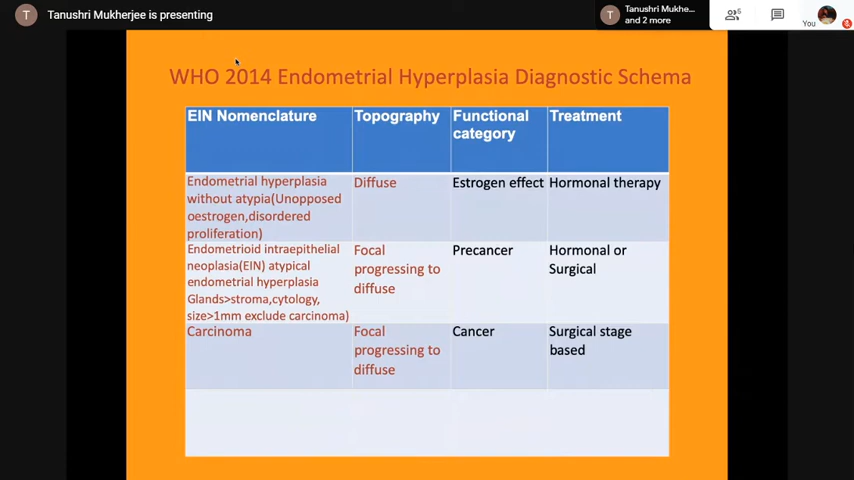 T Tanushri Mukherjee is presenting
T Tanushri Mukhe...
and 2 more
6
You
WHO 2014 Endometrial Hyperplasia Diagnostic Schema
EIN Nomenclature
Topography
Functional
category
Treatment
Endometrial hyperplasia
without atypia(Unopposed
oestrogen,disordered
proliferation)
Diffuse
Estrogen effect
Hormonal therapy
Endometrioid intraepithelial
neoplasia(EIN) atypical
endometrial hyperplasia
Glands>stroma,cytology,
size>1mm exclude carcinoma)
Focal
progressing to
diffuse
Precancer
Hormonal or
Surgical
Carcinoma
Focal
progressing to
diffuse
Cancer
Surgical stage
based